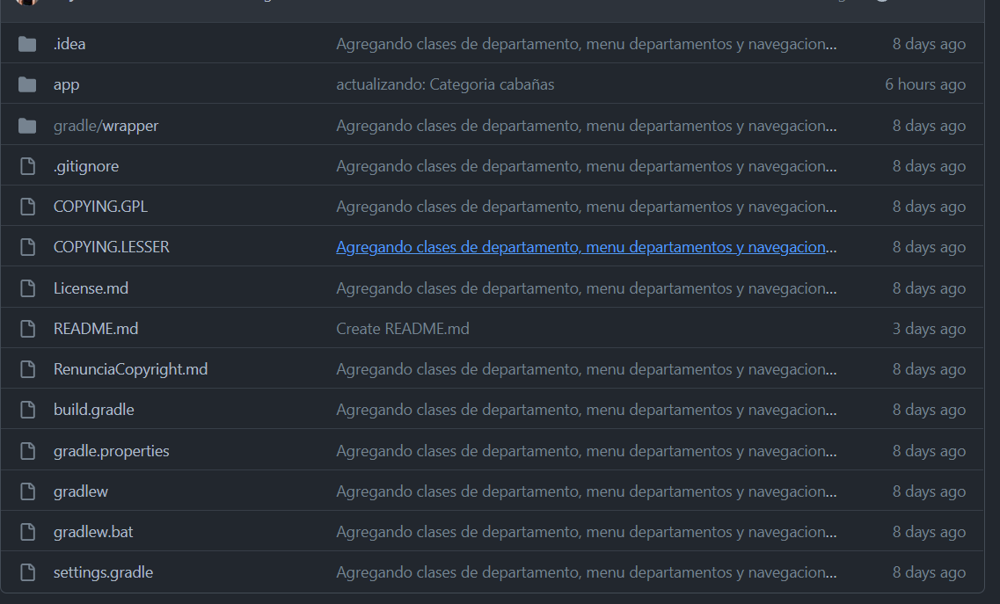 .idea Agregando clases de departamento, menu departamentos y navegacion... 8 days ago
app actualizando: Categoria cabañas 6 hours ago
gradle/wrapper Agregando clases de departamento, menu departamentos y navegacion... 8 days ago
.gitignore Agregando clases de departamento, menu departamentos y navegacion... 8 days ago
COPYING.GPL Agregando clases de departamento, menu departamentos y navegacion... 8 days ago
COPYING.LESSER Agregando clases de departamento, menu departamentos y navegacion... 8 days ago
License.md Agregando clases de departamento, menu departamentos y navegacion... 8 days ago
README.md Create README.md 3 days ago
RenunciaCopyright.md Agregando clases de departamento, menu departamentos y navegacion... 8 days ago
build.gradle Agregando clases de departamento, menu departamentos y navegacion... 8 days ago
gradle.properties Agregando clases de departamento, menu departamentos y navegacion... 8 days ago
gradlew Agregando clases de departamento, menu departamentos y navegacion... 8 days ago
gradlew.bat Agregando clases de departamento, menu departamentos y navegacion... 8 days ago
settings.gradle Agregando clases de departamento, menu departamentos y navegacion... 8 days ago